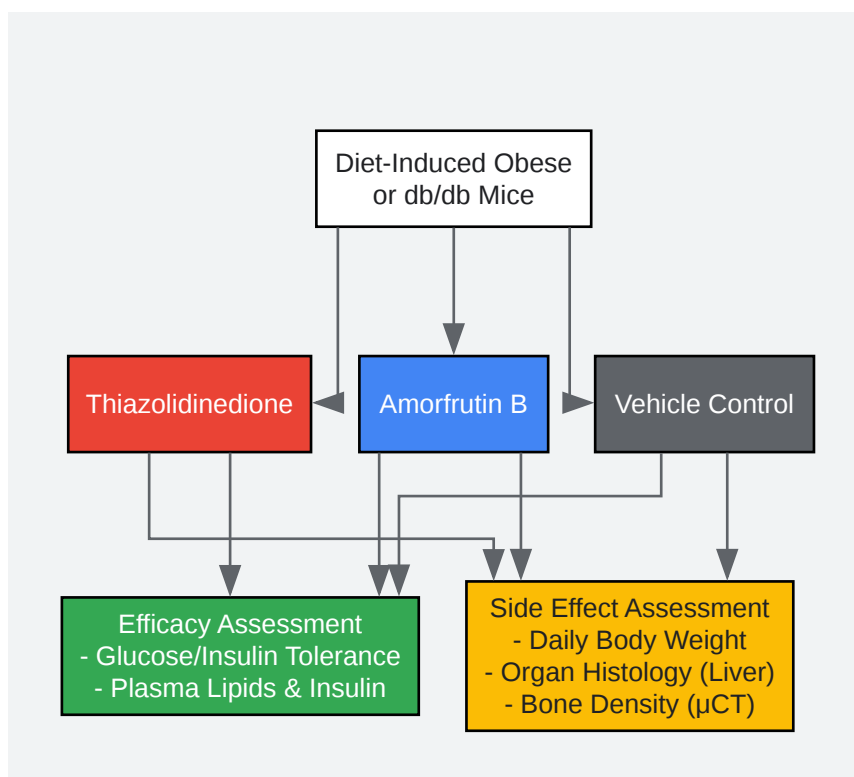 Diet-Induced Obese
or db/db Mice
Thiazolidinedione
Amorfrutin B
Vehicle Control
Efficacy Assessment
- Glucose/Insulin Tolerance
- Plasma Lipids & Insulin
Side Effect Assessment
- Daily Body Weight
- Organ Histology (Liver)
- Bone Density (µCT)